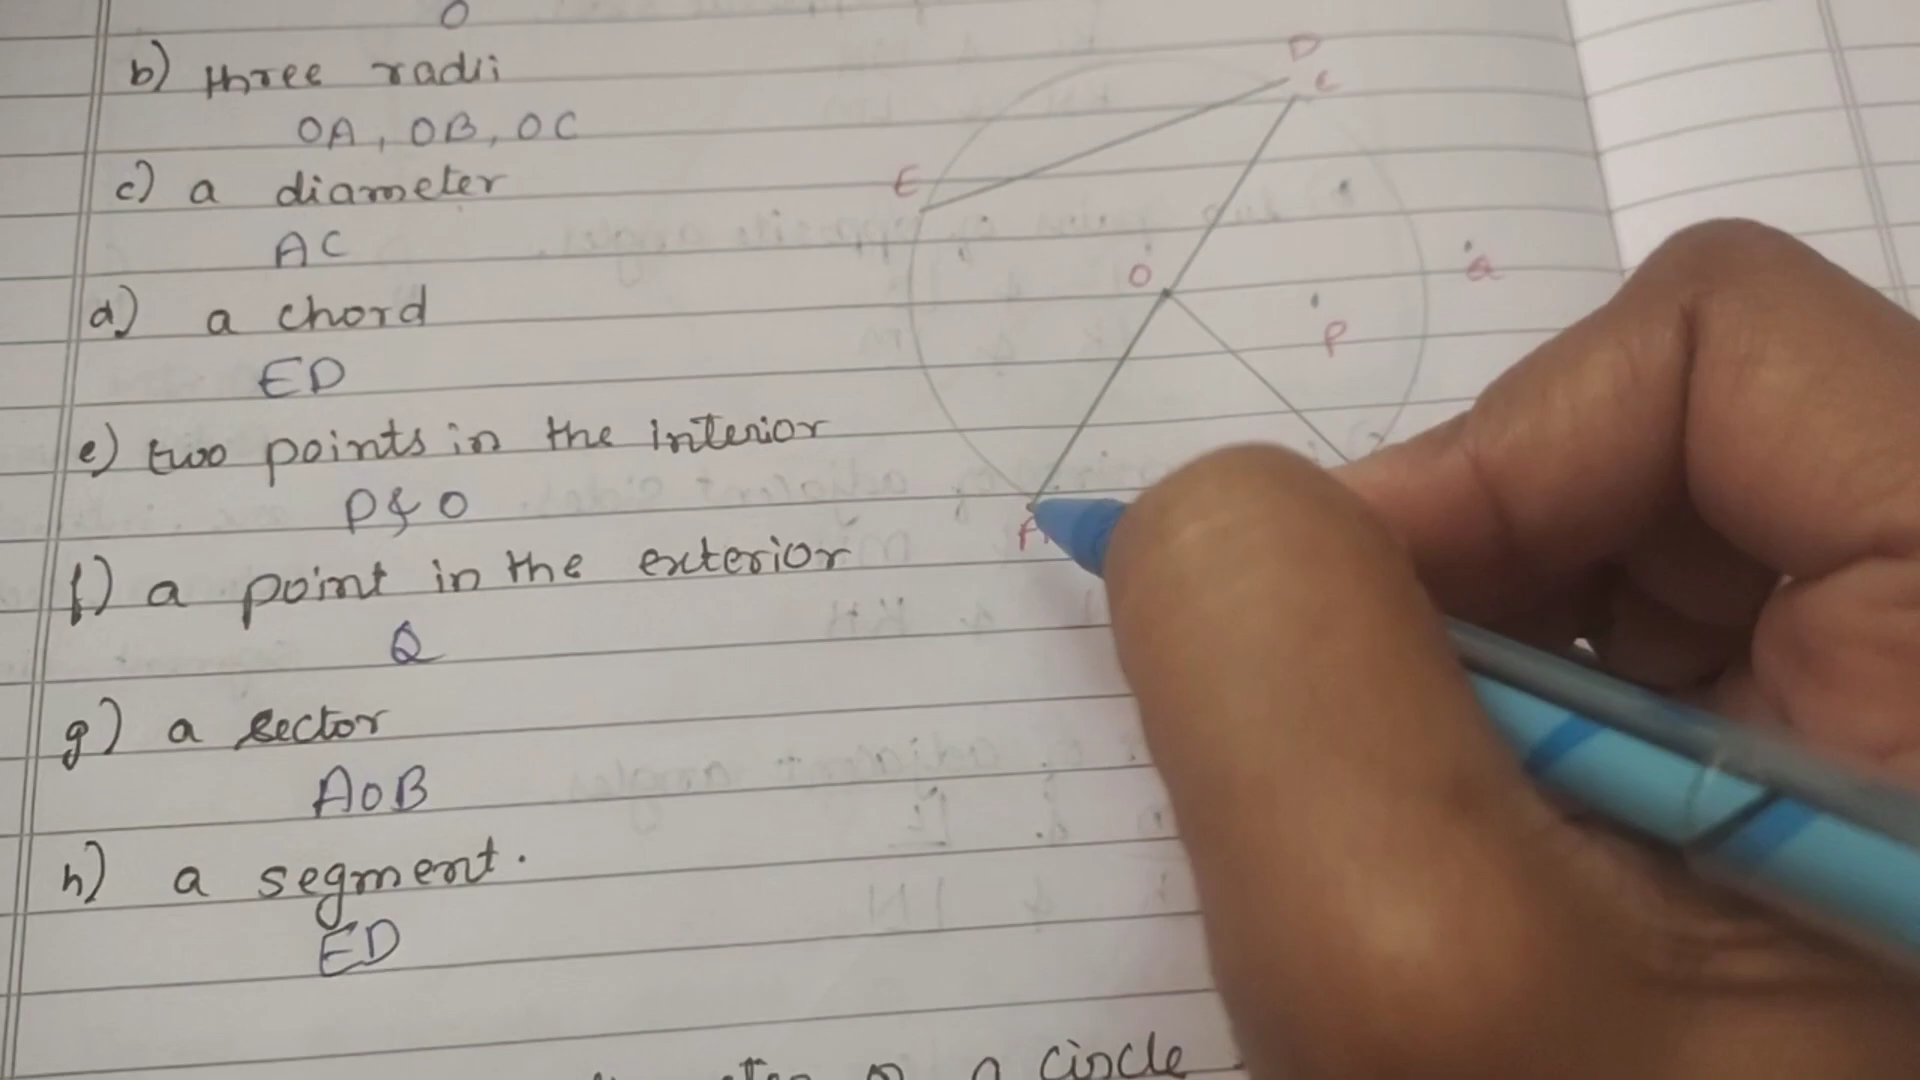 O
b) three radii
OA, OB, OC
c) a diameter
AC
d) a chord
ED
e) two points in the interior
P & O
f) a point in the exterior
Q
g) a sector
AOB
h) a segment.
ED
a circle
D
C
E
O
Q
P
A